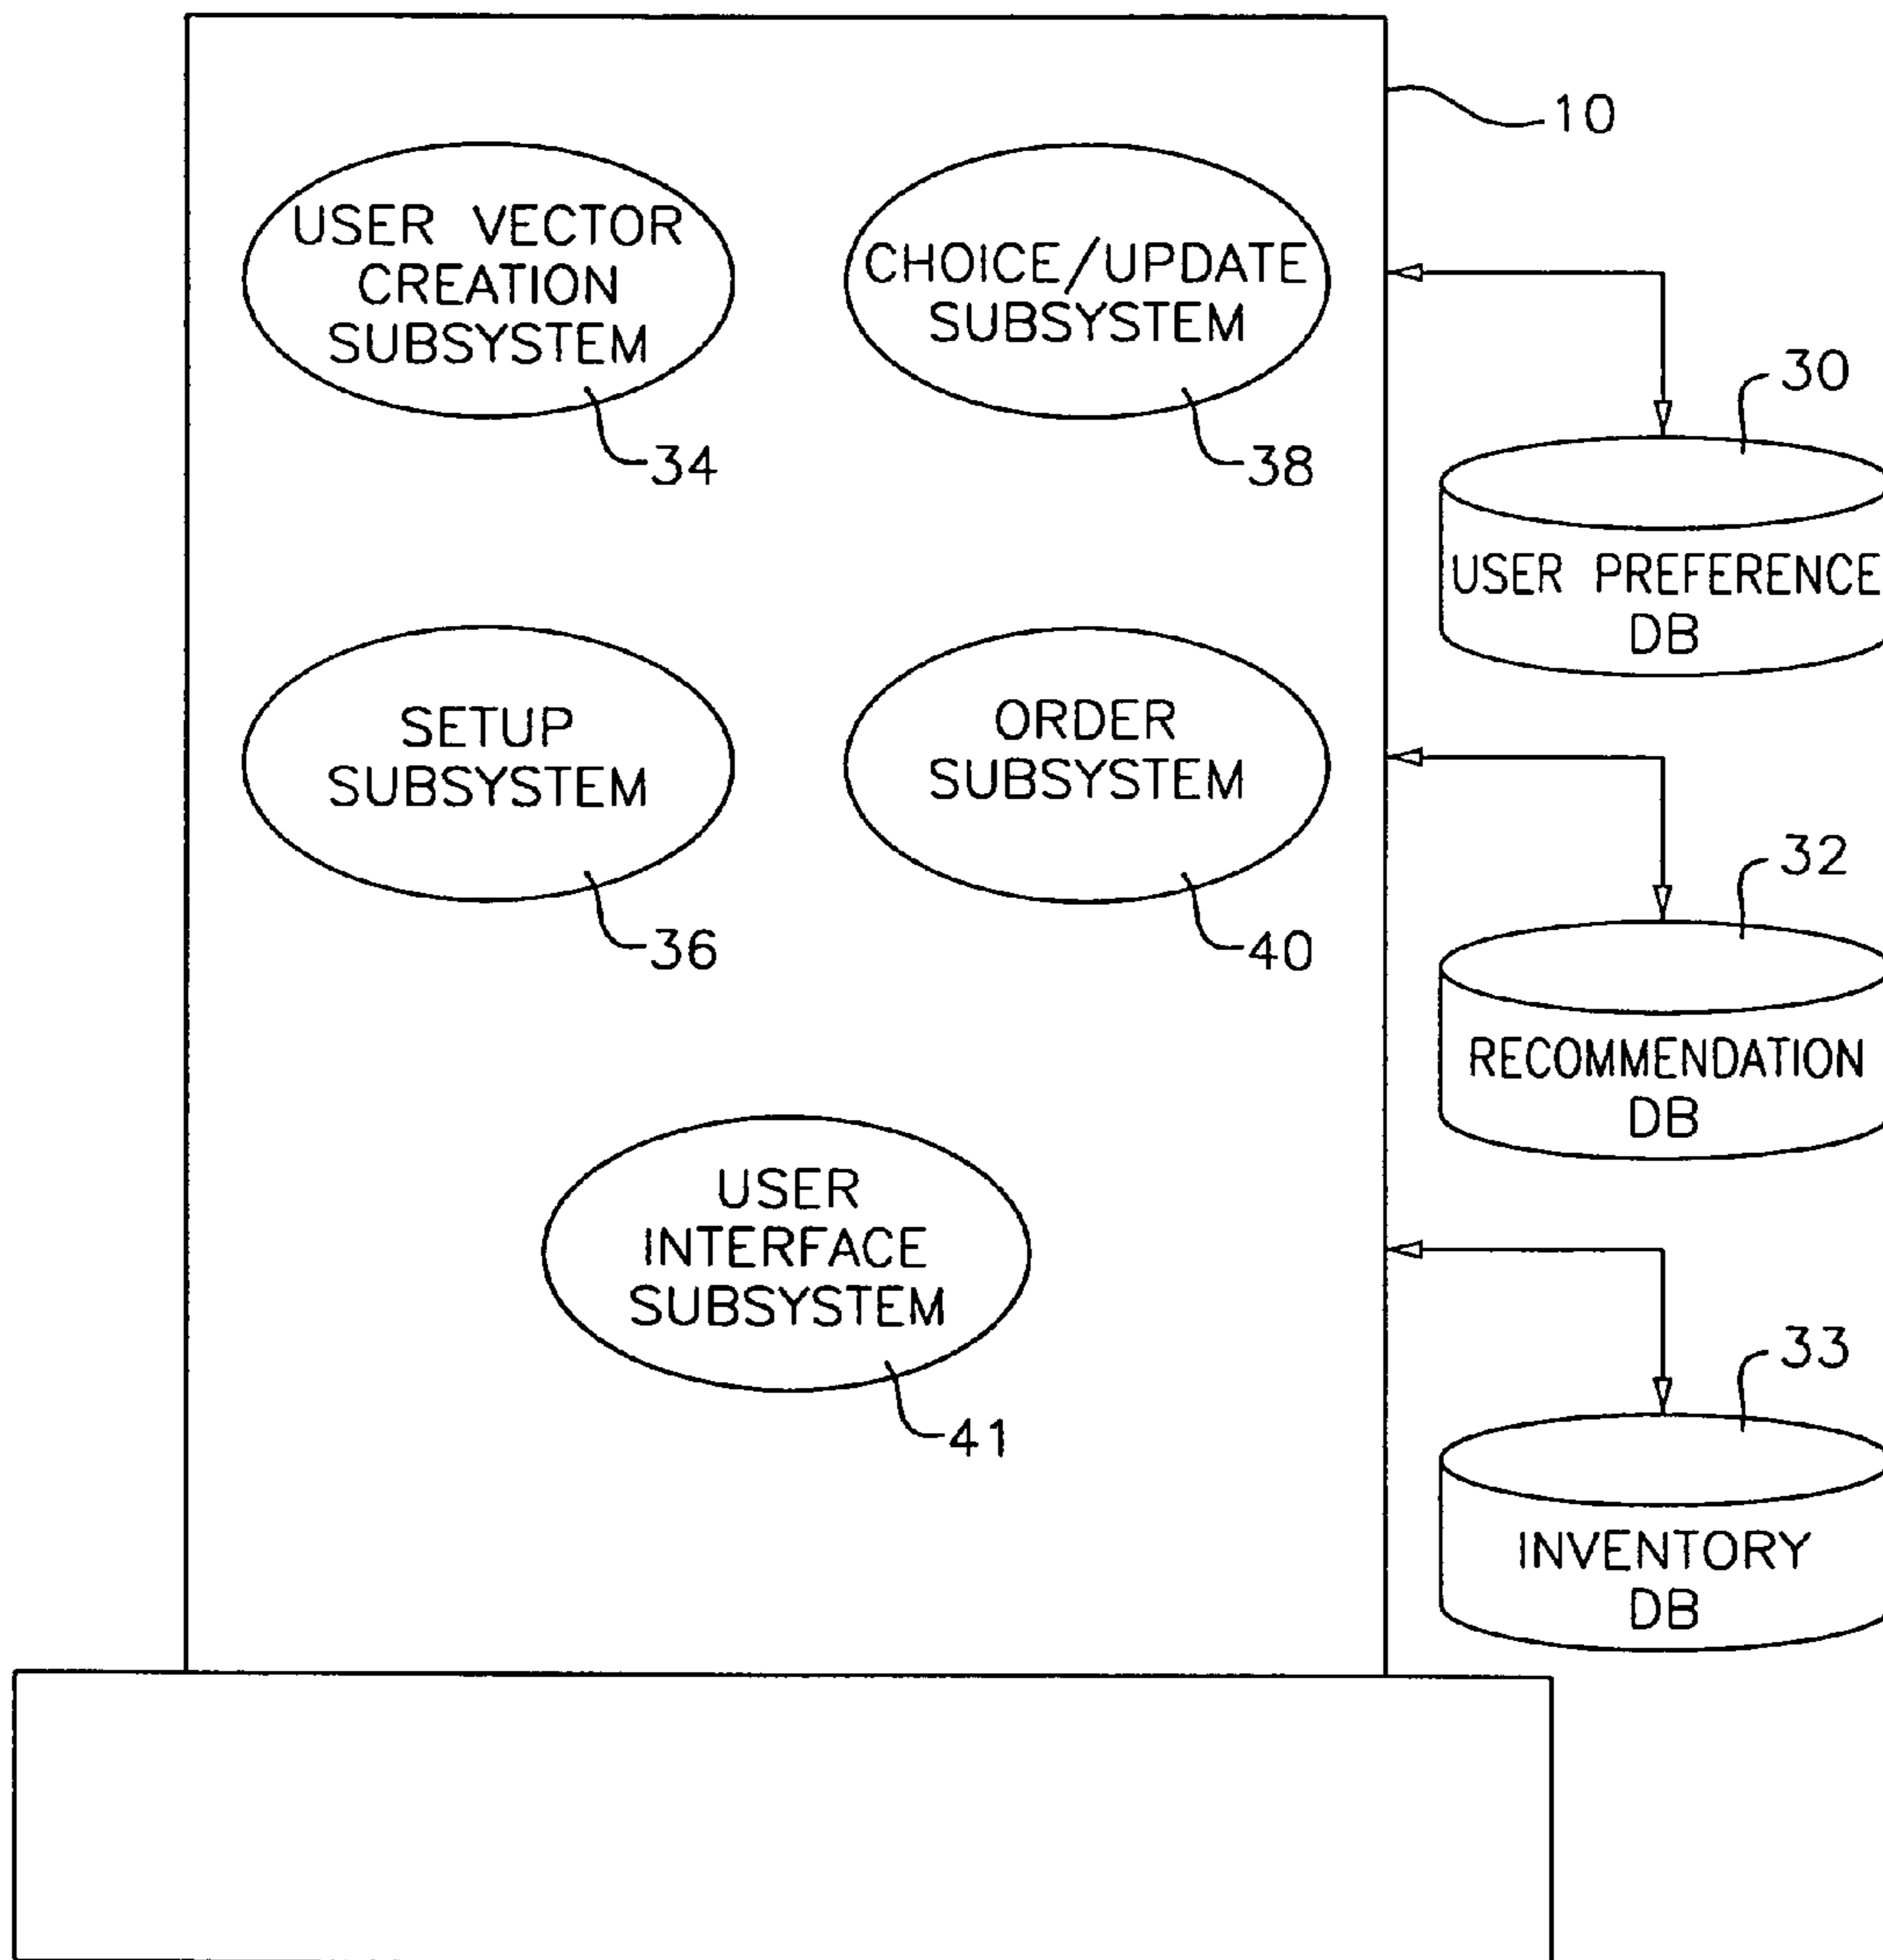 10
USER VECTOR
CREATION
SUBSYSTEM
34
CHOICE/UPDATE
SUBSYSTEM
38
30
USER PREFERENCE
DB
SETUP
SUBSYSTEM
36
ORDER
SUBSYSTEM
40
32
RECOMMENDATION
DB
USER
INTERFACE
SUBSYSTEM
41
33
INVENTORY
DB